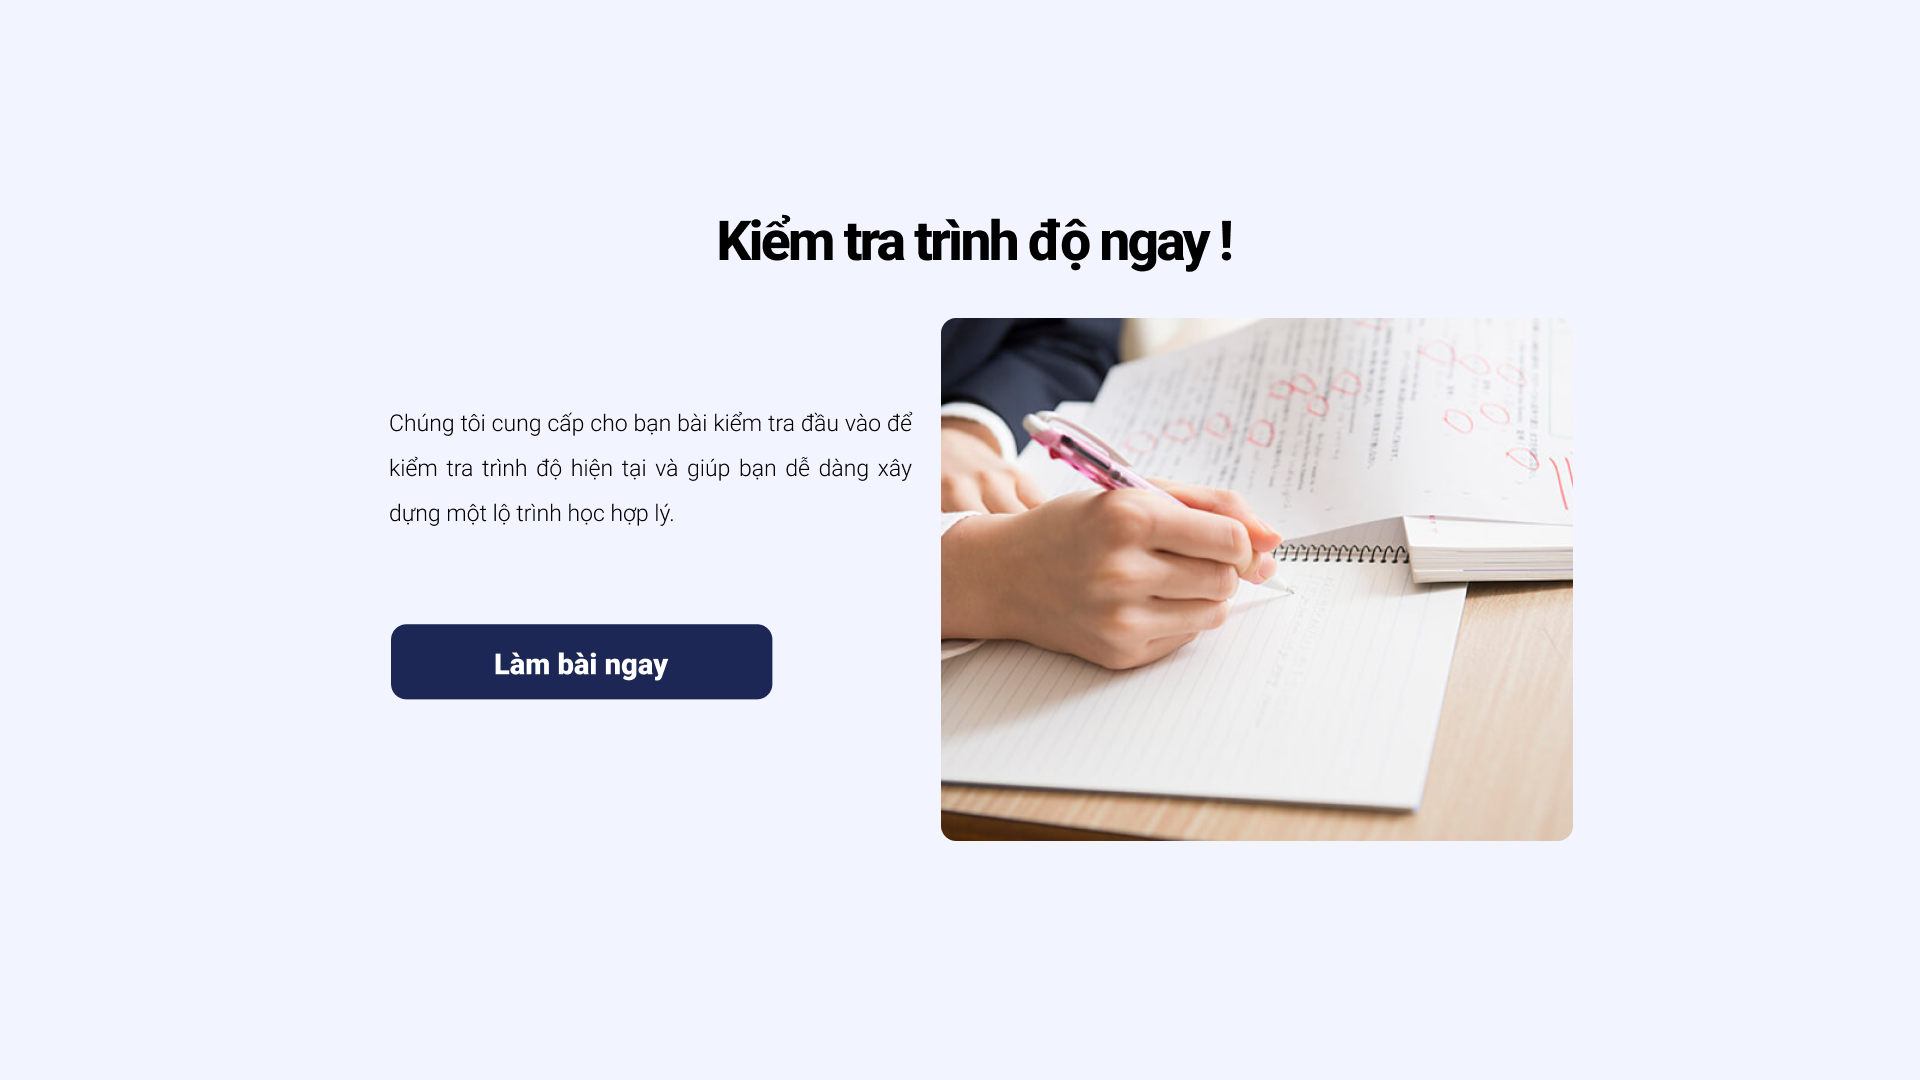 Kiểm tra trình độ ngay !
Chúng tôi cung cấp cho bạn bài kiểm tra đầu vào để
kiểm tra trình độ hiện tại và giúp bạn dễ dàng xây
dựng một lộ trình học hợp lý.
Làm bài ngay